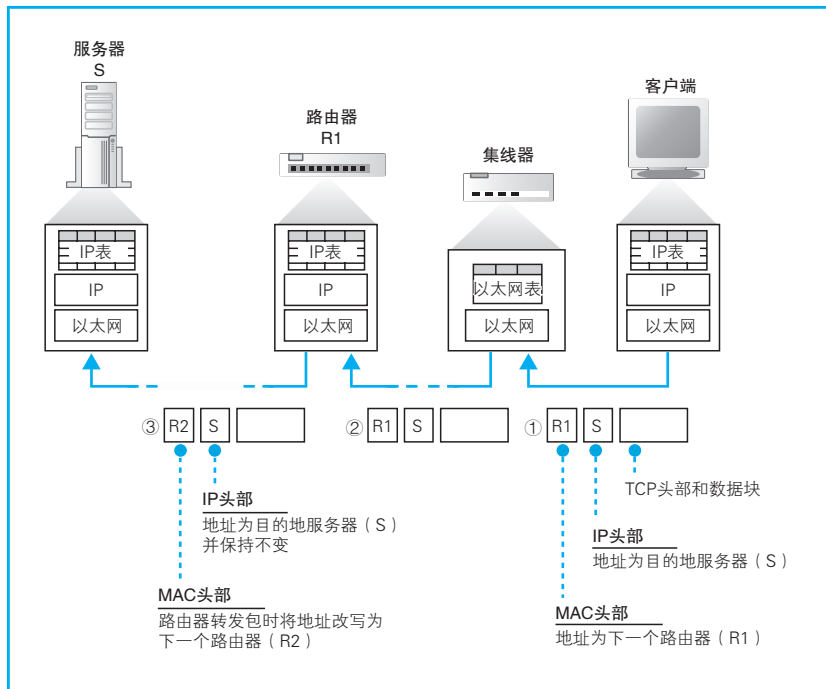 服务器
S
路由器
R1
集线器
客户端
IP表
IP
以太网
IP表
IP
以太网
以太网表
以太网
IP表
IP
以太网
③ R2 S
② R1 S
① R1 S
TCP头部和数据块
IP头部
地址为目的地服务器（S）
并保持不变
IP头部
地址为目的地服务器（S）
MAC头部
路由器转发包时将地址改写为
下一个路由器（R2）
MAC头部
地址为下一个路由器（R1）